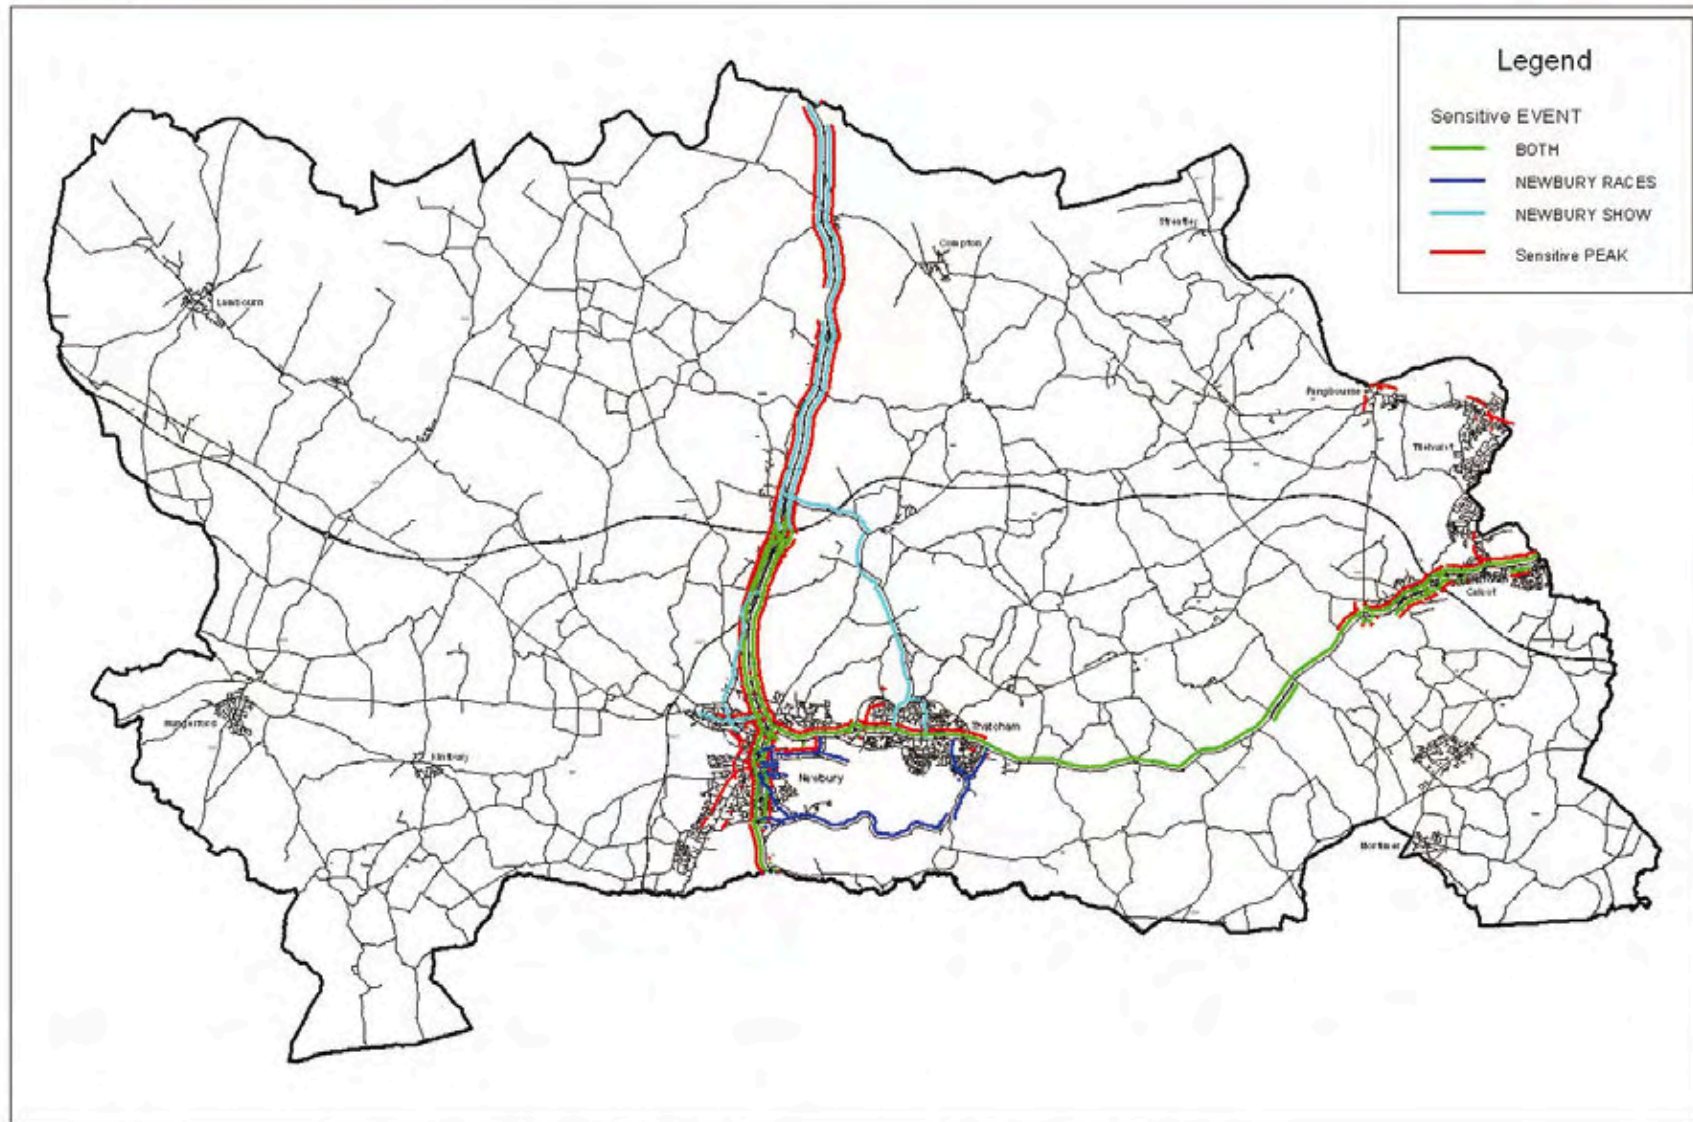 Legend
Sensitive EVENT
BOTH
NEWBURY RACES
NEWBURY SHOW
Sensitive PEAK
Streatley
Compton
Lambourn
Pangbourne
Tilehurst
Calcot
Hungerford
Thatcham
Kintbury
Newbury
Mortimer